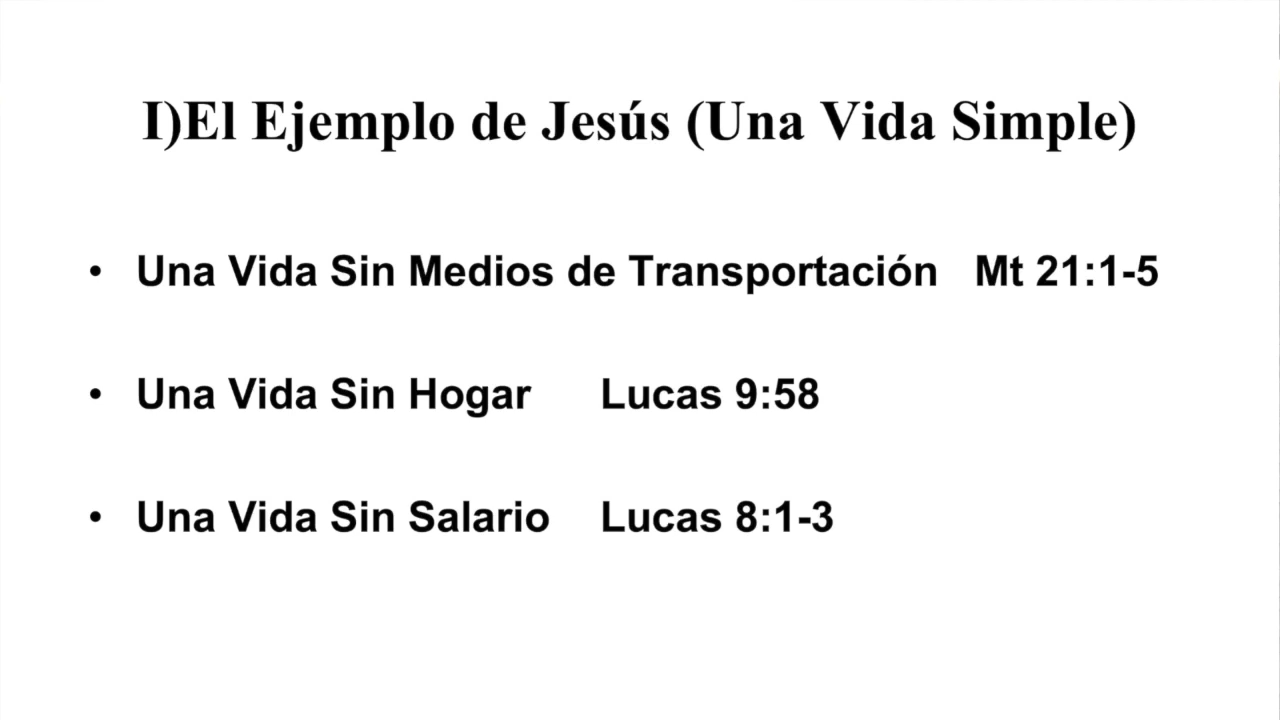 I)El Ejemplo de Jesús (Una Vida Simple)
• Una Vida Sin Medios de Transportación Mt 21:1-5
• Una Vida Sin Hogar Lucas 9:58
• Una Vida Sin Salario Lucas 8:1-3